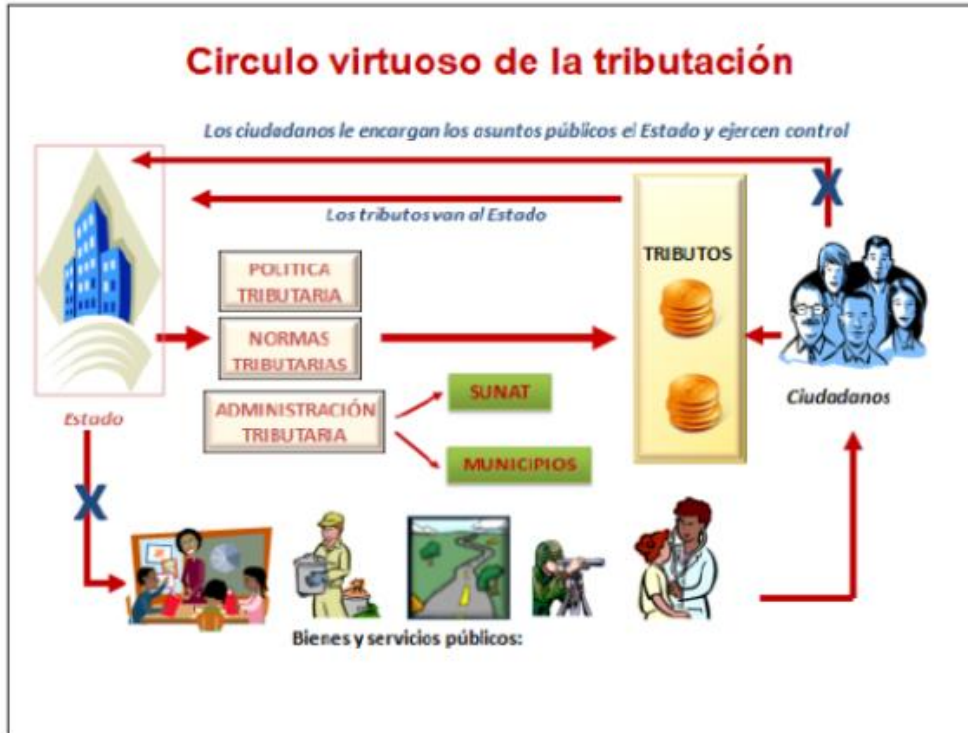 Circulo virtuoso de la tributación
Los ciudadanos le encargan los asuntos públicos el Estado y ejercen control
X
Los tributos van al Estado
TRIBUTOS
POLITICA
TRIBUTARIA
NORMAS
TRIBUTARIAS
SUNAT
Ciudadanos
Estado
ADMINISTRACIÓN
TRIBUTARIA
MUNICIPIOS
X
Bienes y servicios públicos: